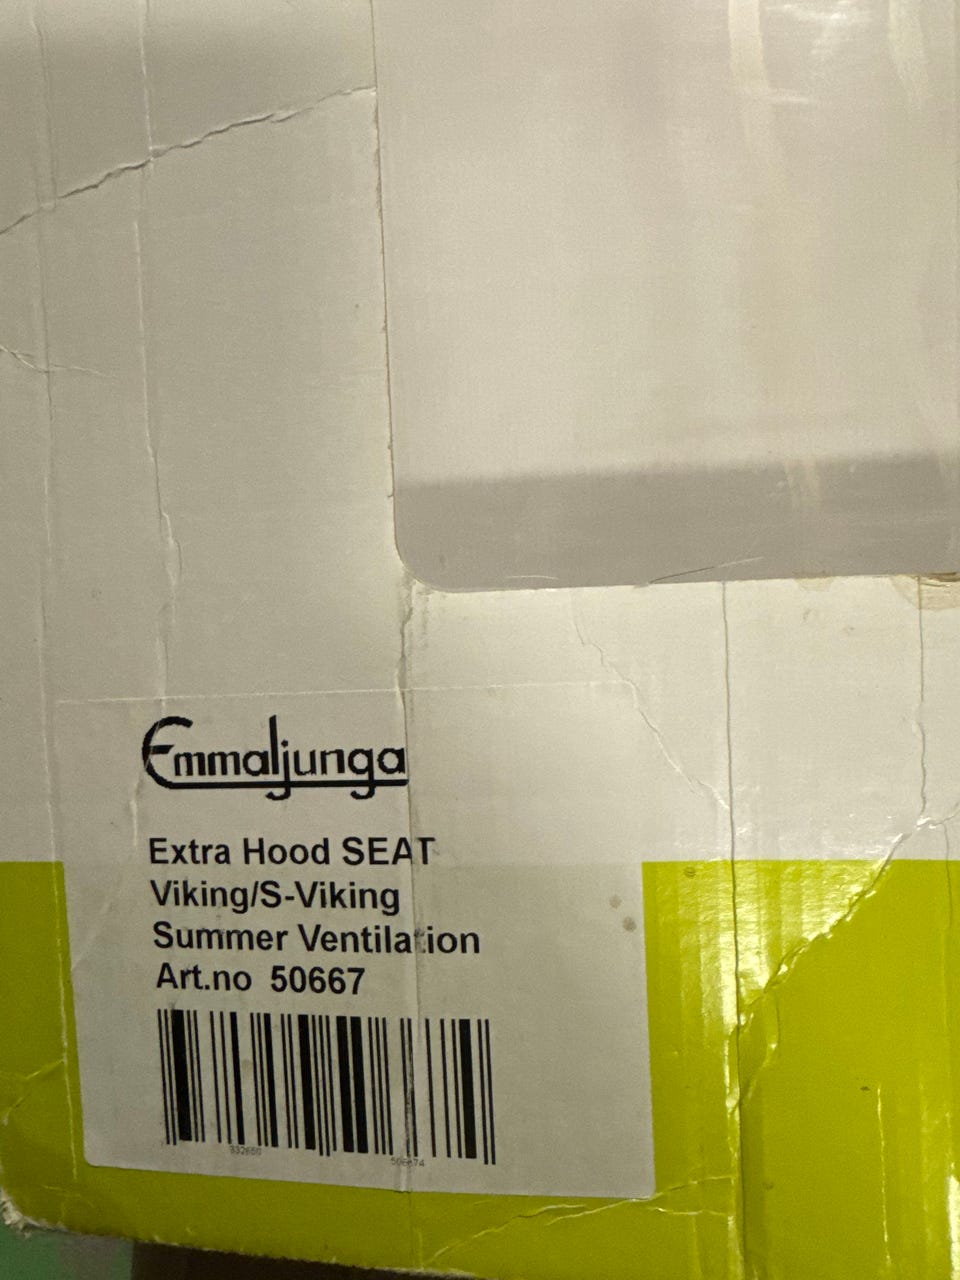 Emmaljunga
Extra Hood SEAT
Viking/S-Viking
Summer Ventilation
Art.no 50667